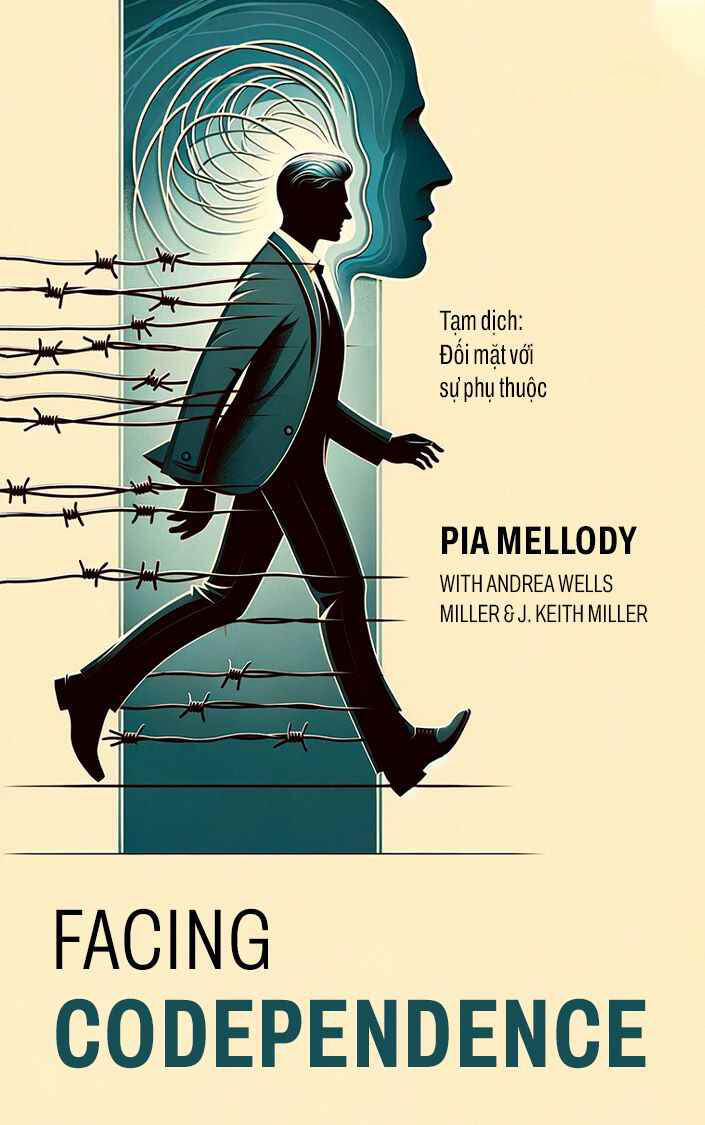 Tạm dịch:
Đối mặt với
sự phụ thuộc
PIA MELLODY
WITH ANDREA WELLS
MILLER & J. KEITH MILLER
FACING
CODEPENDENCE